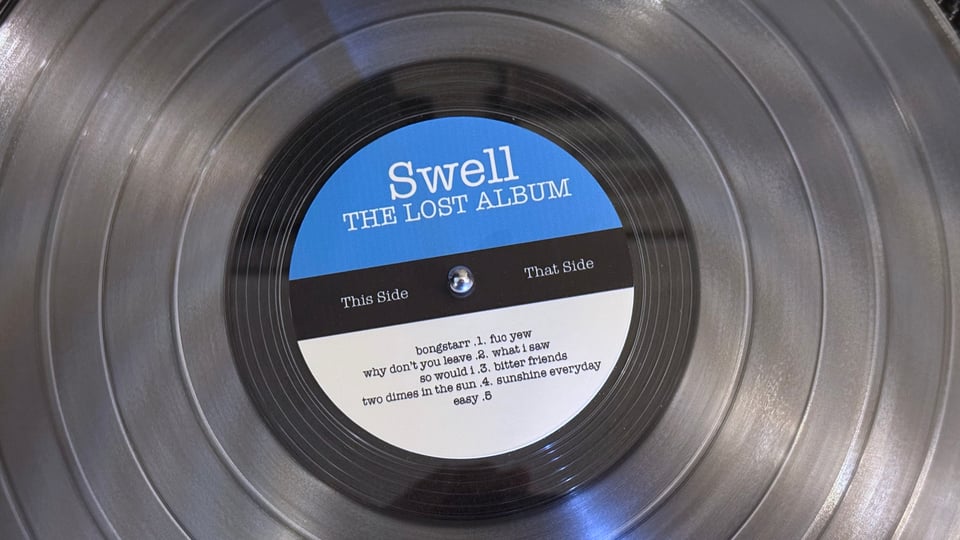 Swell
THE LOST ALBUM
This Side
That Side
bongstarr .1. fuc yew
why don't you leave .2. what i saw
so would i .3. bitter friends
two dimes in the sun .4. sunshine everyday
easy .5